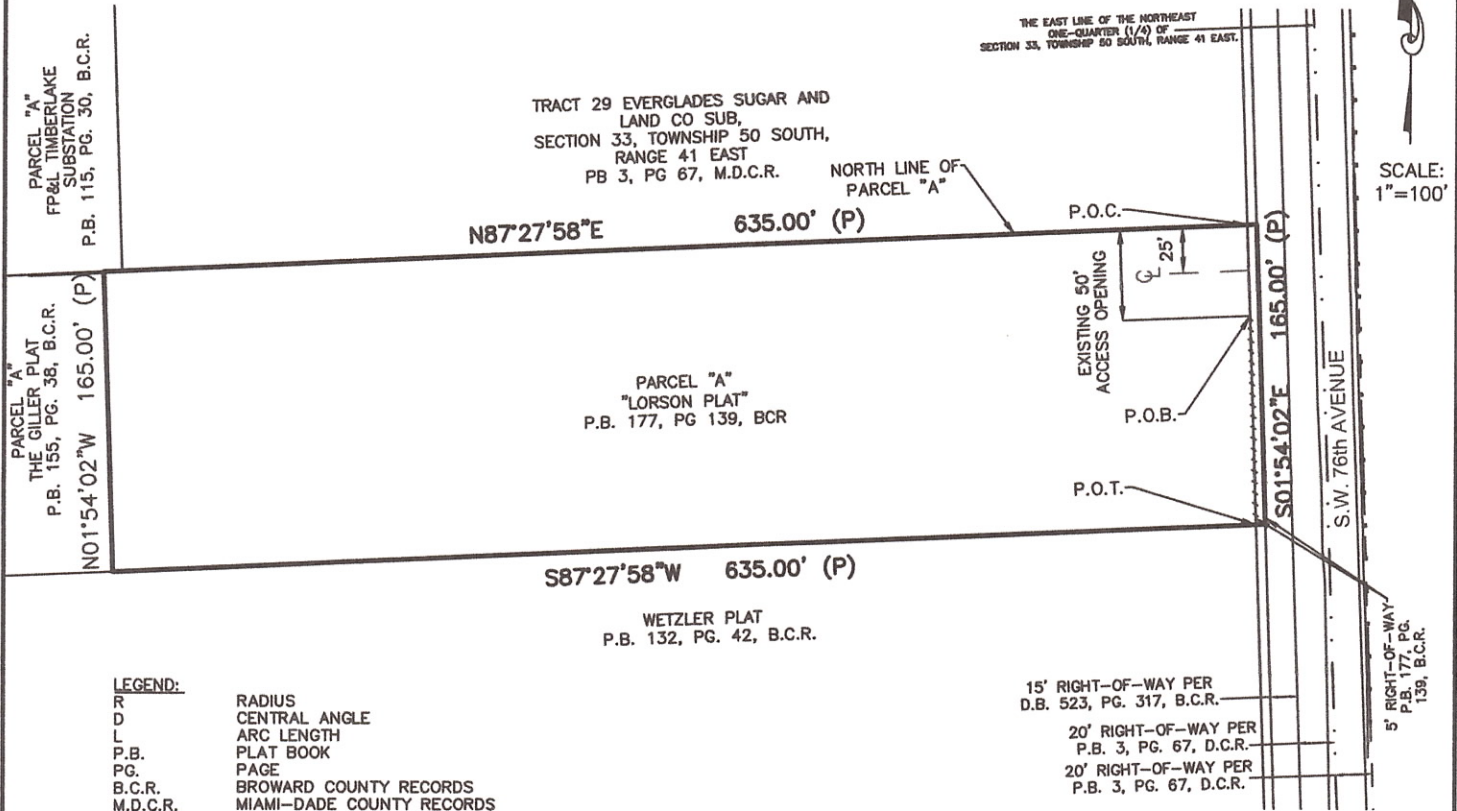 THE EAST LINE OF THE NORTHEAST
ONE-QUARTER (1/4) OF
SECTION 33, TOWNSHIP 50 SOUTH, RANGE 41 EAST.
SCALE:
1"=100'
PARCEL "A"
FP&L TIMBERLAKE
SUBSTATION
P.B. 115, PG. 30, B.C.R.
TRACT 29 EVERGLADES SUGAR AND
LAND CO SUB,
SECTION 33, TOWNSHIP 50 SOUTH,
RANGE 41 EAST
PB 3, PG 67, M.D.C.R.
NORTH LINE OF
PARCEL "A"
P.O.C.
N87°27'58"E 635.00' (P)
25'
CL
EXISTING 50'
ACCESS OPENING
S01°54'02"E 165.00' (P)
PARCEL "A"
THE GILLER PLAT
P.B. 155, PG. 38, B.C.R.
N01°54'02"W 165.00' (P)
PARCEL "A"
"LORSON PLAT"
P.B. 177, PG 139, BCR
P.O.B.
P.O.T.
S.W. 76th AVENUE
S87°27'58"W 635.00' (P)
WETZLER PLAT
P.B. 132, PG. 42, B.C.R.
5' RIGHT-OF-WAY
P.B. 177, PG.
139, B.C.R.
15' RIGHT-OF-WAY PER
D.B. 523, PG. 317, B.C.R.
20' RIGHT-OF-WAY PER
P.B. 3, PG. 67, D.C.R.
20' RIGHT-OF-WAY PER
P.B. 3, PG. 67, D.C.R.
LEGEND:
R RADIUS
D CENTRAL ANGLE
L ARC LENGTH
P.B. PLAT BOOK
PG. PAGE
B.C.R. BROWARD COUNTY RECORDS
M.D.C.R. MIAMI-DADE COUNTY RECORDS